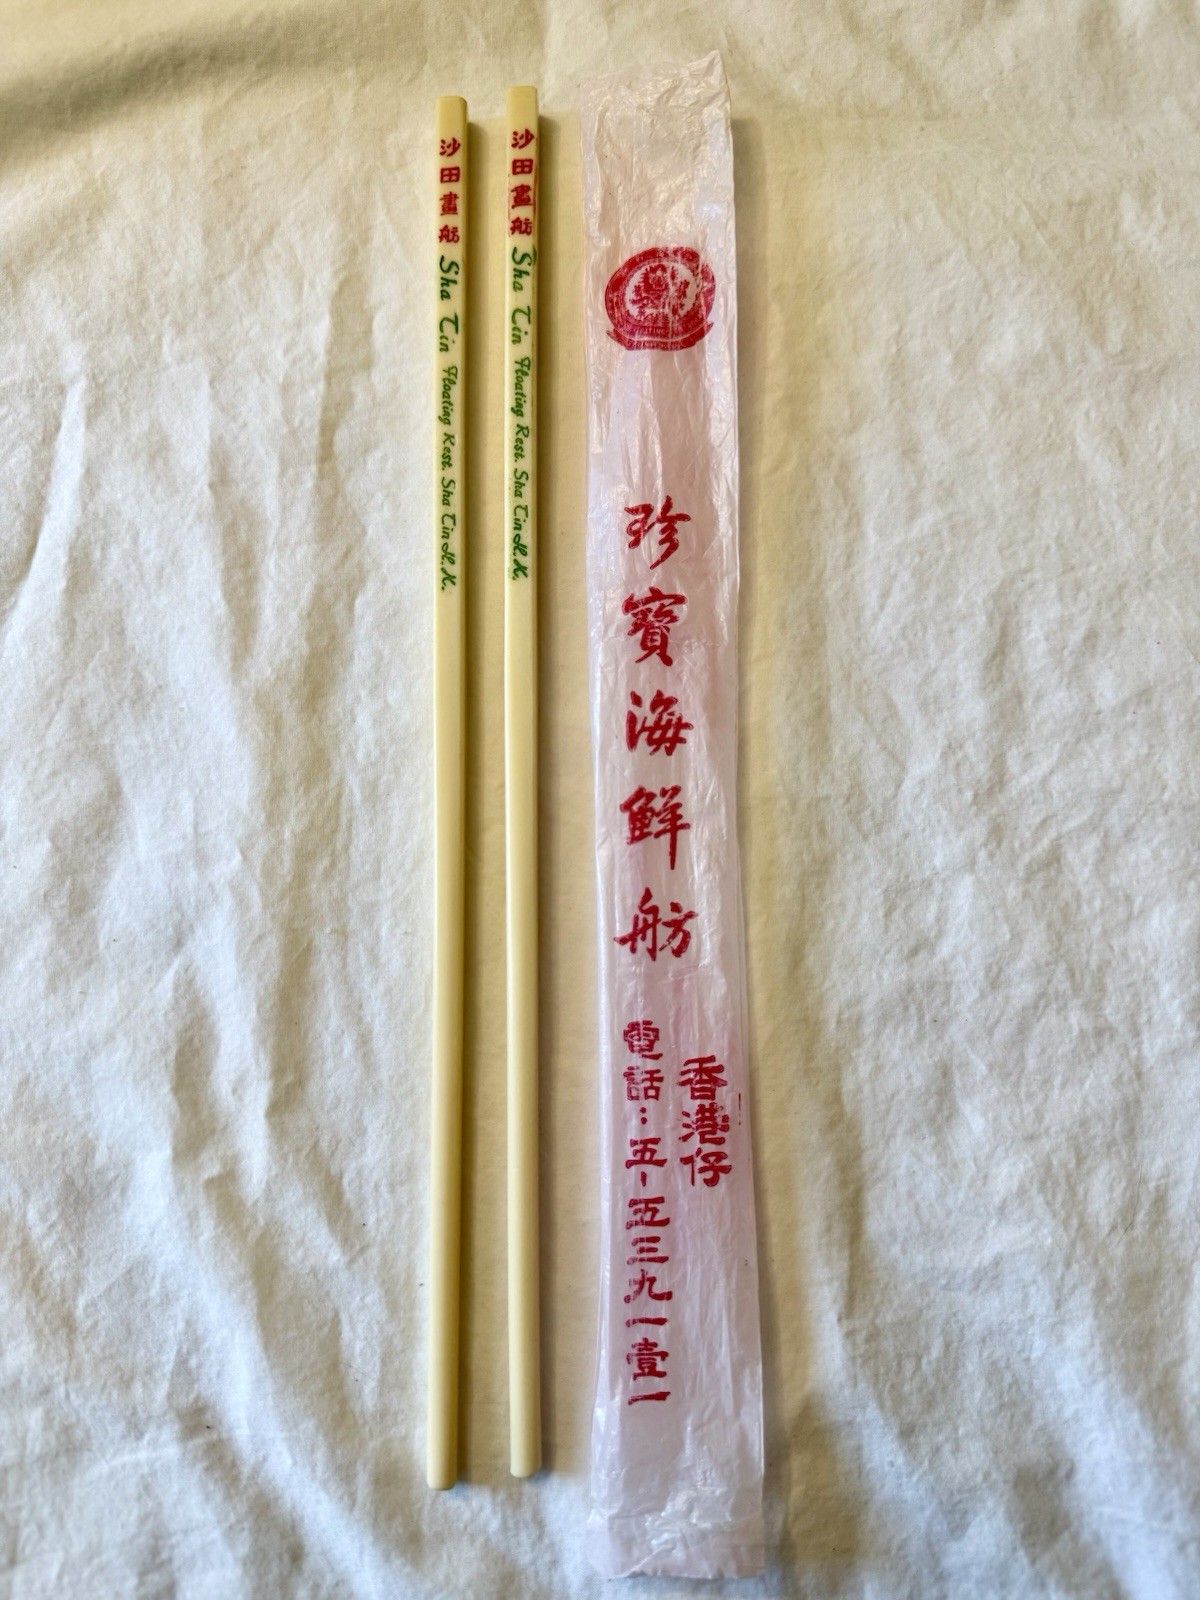 沙田畫舫 Sha Tin Floating Rest. Sha Tin H.K.
沙田畫舫 Sha Tin Floating Rest. Sha Tin H.K.
珍寶海鮮舫
香港仔
電話：五-五三九一壹一